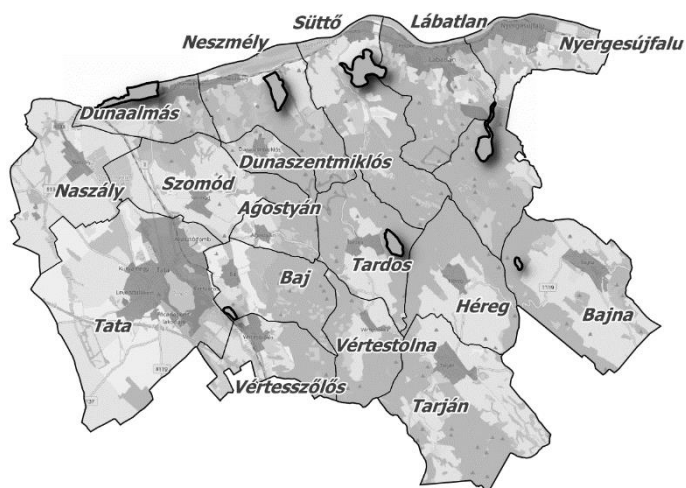 Süttő
Lábatlan
Neszmély
Nyergesújfalu
Dunaalmás
Dunaszentmiklós
Szomód
Naszály
Agostyán
Baj
Tardos
Héreg
Bajna
Tata
Vértestolna
Vértesszőlős
Tarján